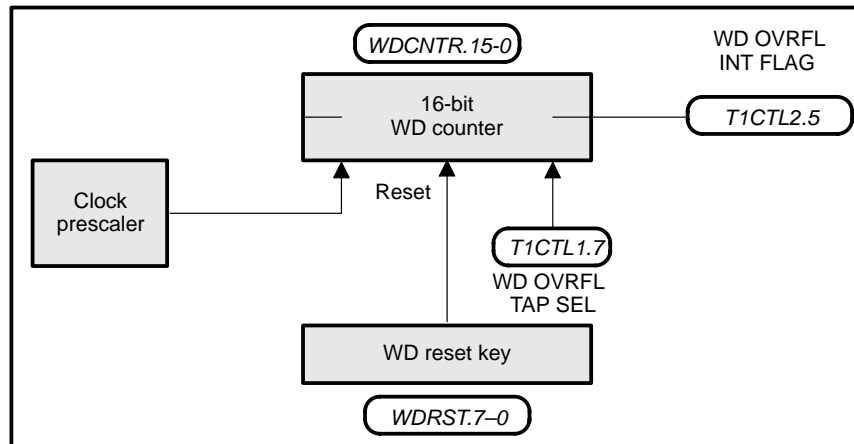 WDCNTR.15-0
WD OVRFL
INT FLAG
16-bit
WD counter
T1CTL2.5
Clock
prescaler
Reset
T1CTL1.7
WD OVRFL
TAP SEL
WD reset key
WDRST.7–0